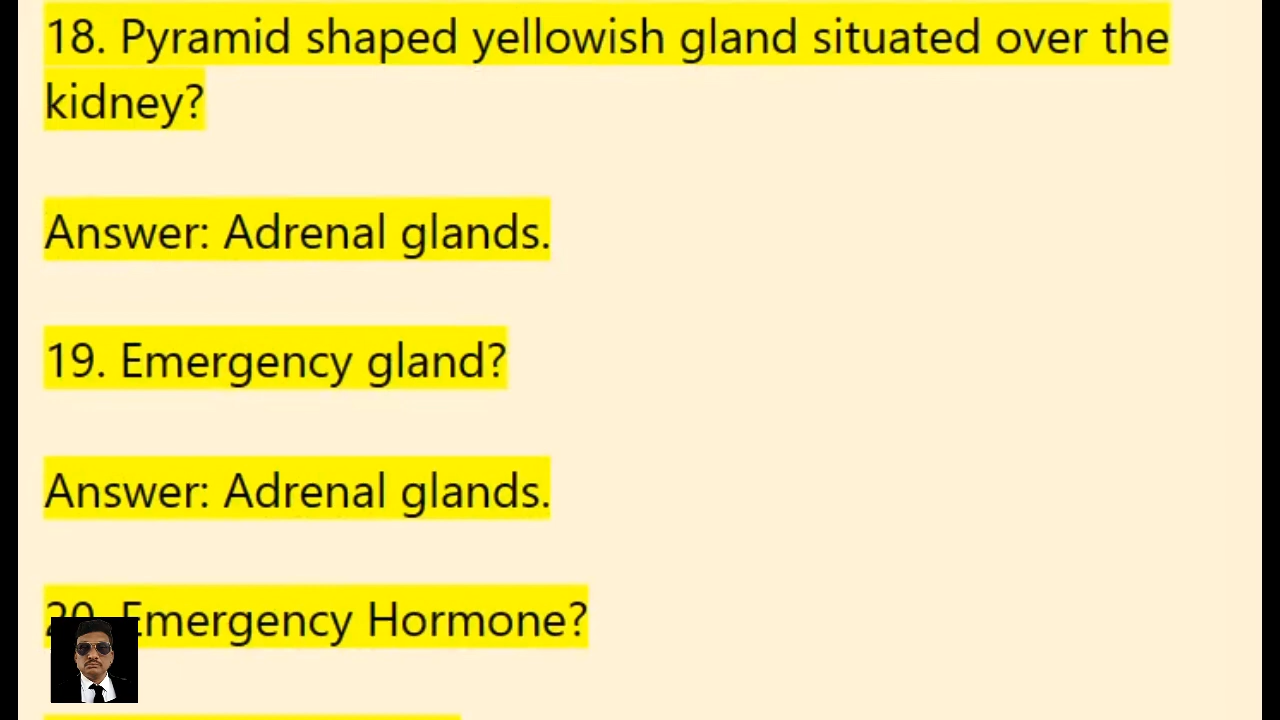 18. Pyramid shaped yellowish gland situated over the
kidney?
Answer: Adrenal glands.
19. Emergency gland?
Answer: Adrenal glands.
20. Emergency Hormone?